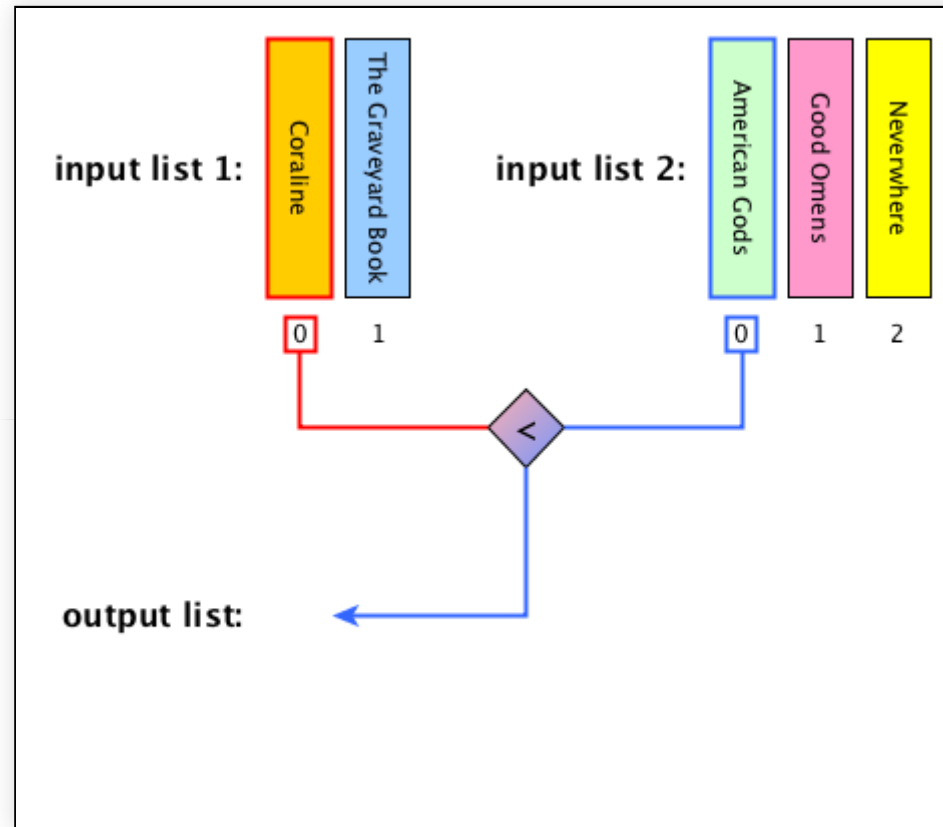 input list 1:
Coraline
The Graveyard Book
0
1
input list 2:
American Gods
Good Omens
Neverwhere
0
1
2
<
output list: